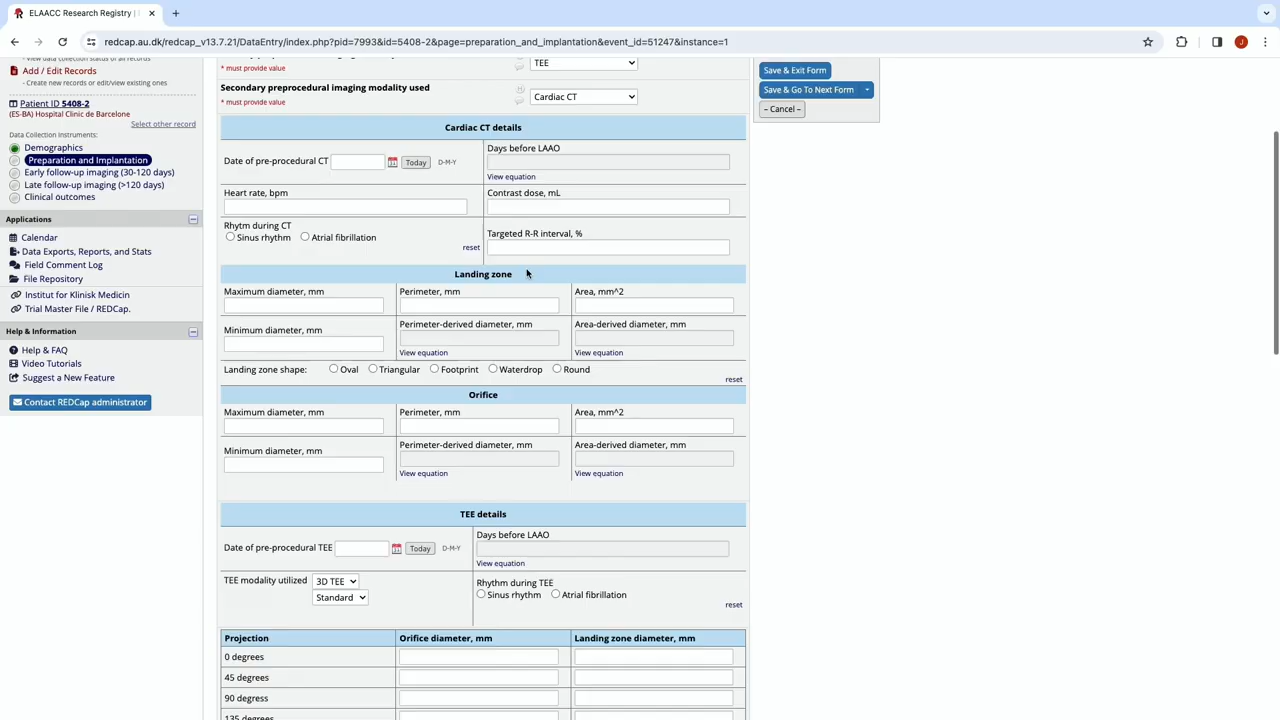 ELAACC Research Registry | 
redcap.au.dk/redcap_v13.7.21/DataEntry/index.php?pid=7993&id=5408-2&page=preparation_and_implantation&event_id=51247&instance=1
J
- View data collection status of all records
Add / Edit Records
- Create new records or edit/view existing ones
Patient ID 5408-2
(ES-BA) Hospital Clinic de Barcelone
Select other record
Data Collection Instruments:
Demographics
Preparation and Implantation
Early follow-up imaging (30-120 days)
Late follow-up imaging (>120 days)
Clinical outcomes
Applications
Calendar
Data Exports, Reports, and Stats
Field Comment Log
File Repository
Institut for Klinisk Medicin
Trial Master File / REDCap.
Help & Information
Help & FAQ
Video Tutorials
Suggest a New Feature
Contact REDCap administrator
* must provide value
TEE
Secondary preprocedural imaging modality used
* must provide value
Cardiac CT
Cardiac CT details
Date of pre-procedural CT
Today
D-M-Y
Days before LAAO
View equation
Heart rate, bpm
Contrast dose, mL
Rhytm during CT
Sinus rhythm
Atrial fibrillation
reset
Targeted R-R interval, %
Landing zone
Maximum diameter, mm
Perimeter, mm
Area, mm^2
Minimum diameter, mm
Perimeter-derived diameter, mm
View equation
Area-derived diameter, mm
View equation
Landing zone shape:
Oval
Triangular
Footprint
Waterdrop
Round
reset
Orifice
Maximum diameter, mm
Perimeter, mm
Area, mm^2
Minimum diameter, mm
Perimeter-derived diameter, mm
View equation
Area-derived diameter, mm
View equation
TEE details
Date of pre-procedural TEE
Today
D-M-Y
Days before LAAO
View equation
TEE modality utilized
3D TEE
Standard
Rhythm during TEE
Sinus rhythm
Atrial fibrillation
reset
Projection
Orifice diameter, mm
Landing zone diameter, mm
0 degrees
45 degrees
90 degress
135 degrees
Save & Exit Form
Save & Go To Next Form
– Cancel –